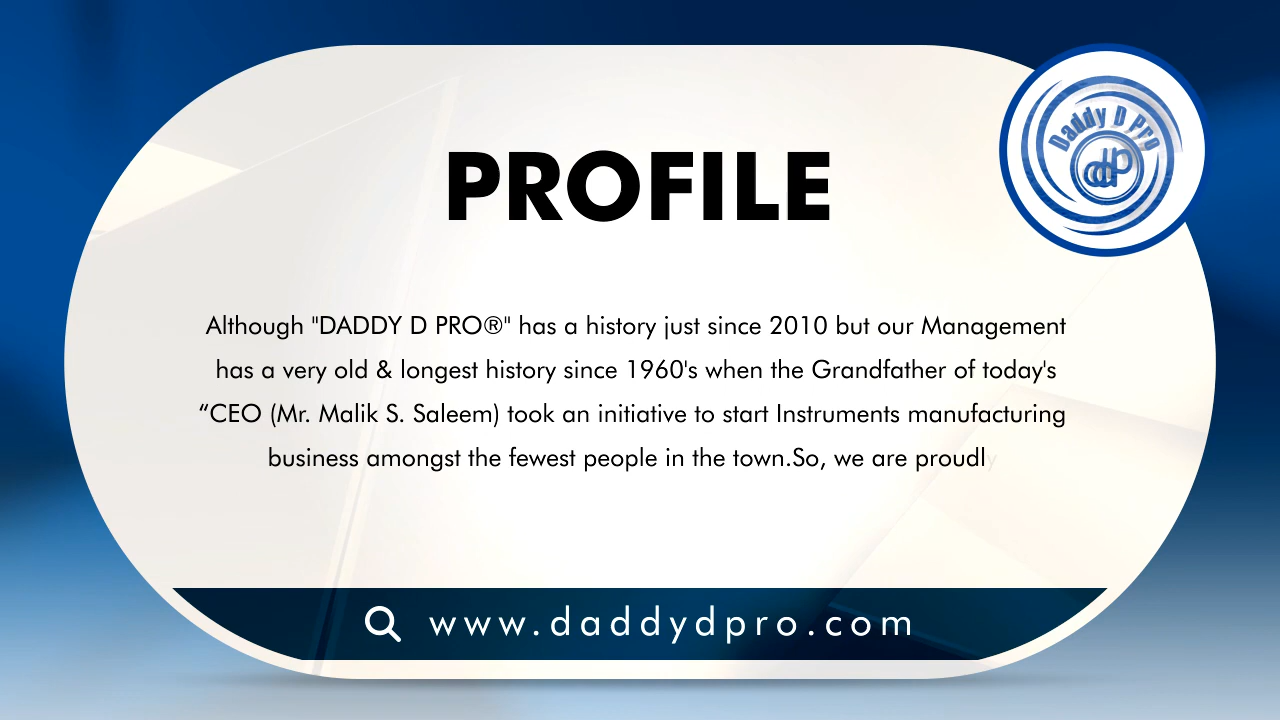 Daddy D Pro
ddp
PROFILE
Although "DADDY D PRO®" has a history just since 2010 but our Management
has a very old & longest history since 1960's when the Grandfather of today's
“CEO (Mr. Malik S. Saleem) took an initiative to start Instruments manufacturing
business amongst the fewest people in the town.So, we are proudly
www.daddydpro.com